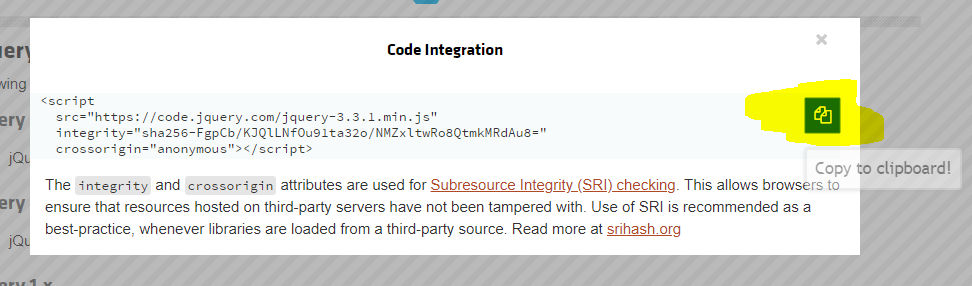 Code Integration
×
<script
src="https://code.jquery.com/jquery-3.3.1.min.js"
integrity="sha256-FgpCb/KJQlLNfOu91ta32o/NMZxltwRo8QtmkMRdAu8="
crossorigin="anonymous"></script>
Copy to clipboard!
The integrity and crossorigin attributes are used for Subresource Integrity (SRI) checking. This allows browsers to
ensure that resources hosted on third-party servers have not been tampered with. Use of SRI is recommended as a
best-practice, whenever libraries are loaded from a third-party source. Read more at srihash.org